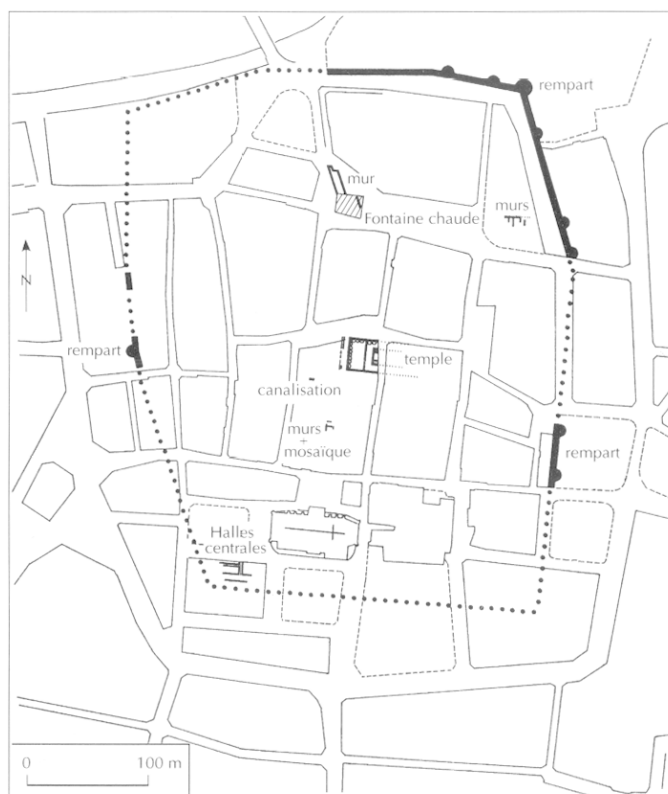 rempart
mur
Fontaine chaude
murs
N
rempart
temple
canalisation
murs
+
mosaïque
rempart
Halles
centrales
0 100 m